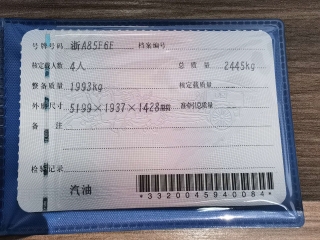 号牌号码 浙A85F6E 档案编号
核定载人数 4人 总质量 2445kg
整备质量 1993kg 核定载质量
外廓尺寸 5199×1937×1428mm 准牵引总质量
备注
检验记录
汽油
*3320045940084*